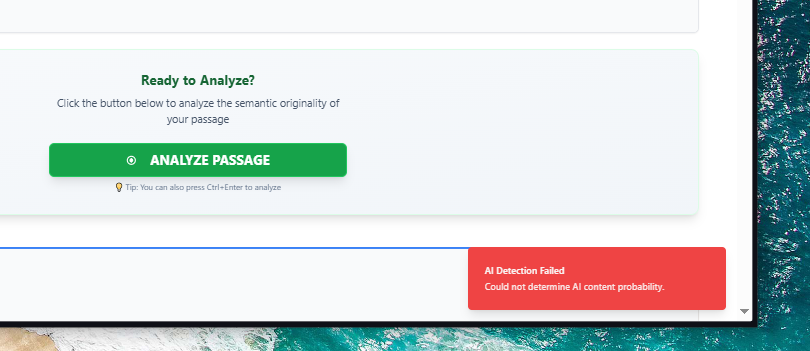 Ready to Analyze?
Click the button below to analyze the semantic originality of
your passage
ANALYZE PASSAGE
Tip: You can also press Ctrl+Enter to analyze
AI Detection Failed
Could not determine AI content probability.